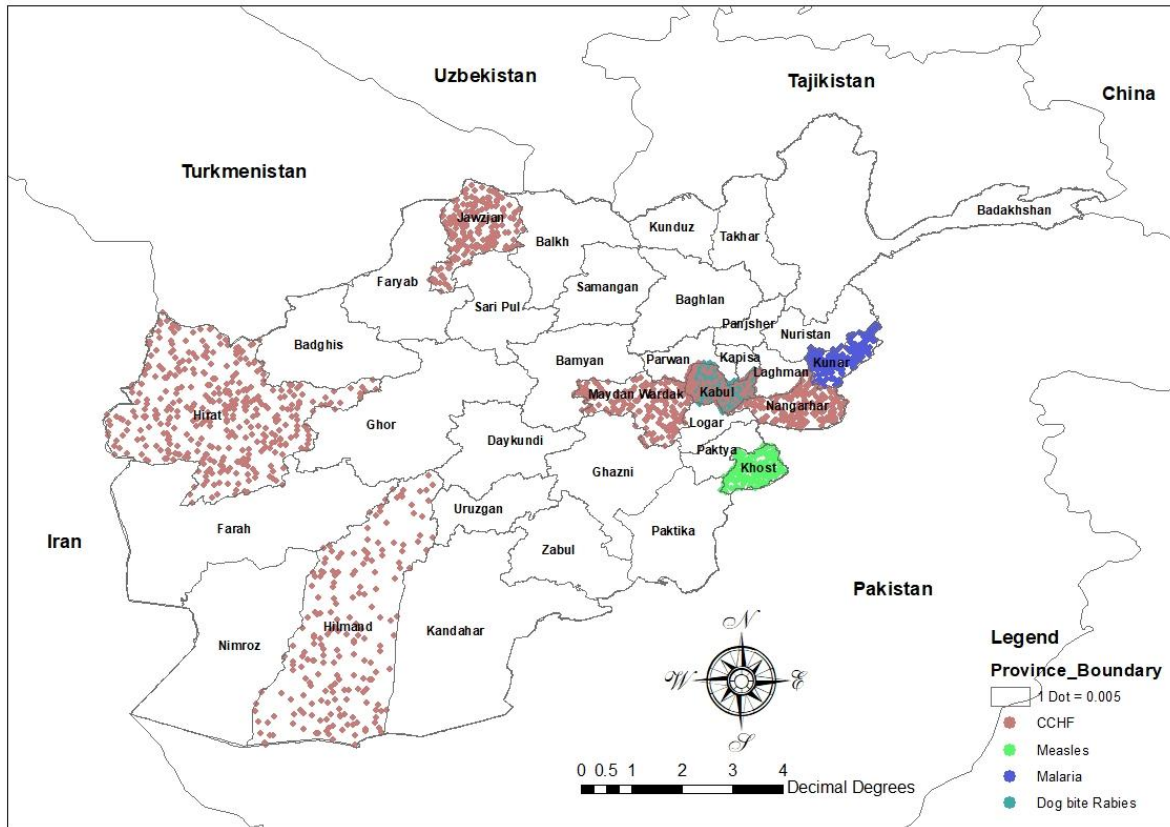 Uzbekistan
Tajikistan
China
Turkmenistan
Jawzjan
Balkh
Kunduz
Takhar
Badakhshan
Faryab
Samangan
Sari Pul
Baghlan
Panjsher
Nuristan
Badghis
Bamyan
Parwan
Kapisa
Laghman
Kunar
Hirat
Maydan Wardak
Kabul
Nangarhar
Ghor
Logar
Daykundi
Paktya
Ghazni
Khost
Uruzgan
Farah
Iran
Zabul
Paktika
Pakistan
Hilmand
Kandahar
Nimroz
N
W
E
S
Legend
Province_Boundary
1 Dot = 0.005
CCHF
Measles
Malaria
Dog bite Rabies
0 0.5 1 2 3 4
Decimal Degrees